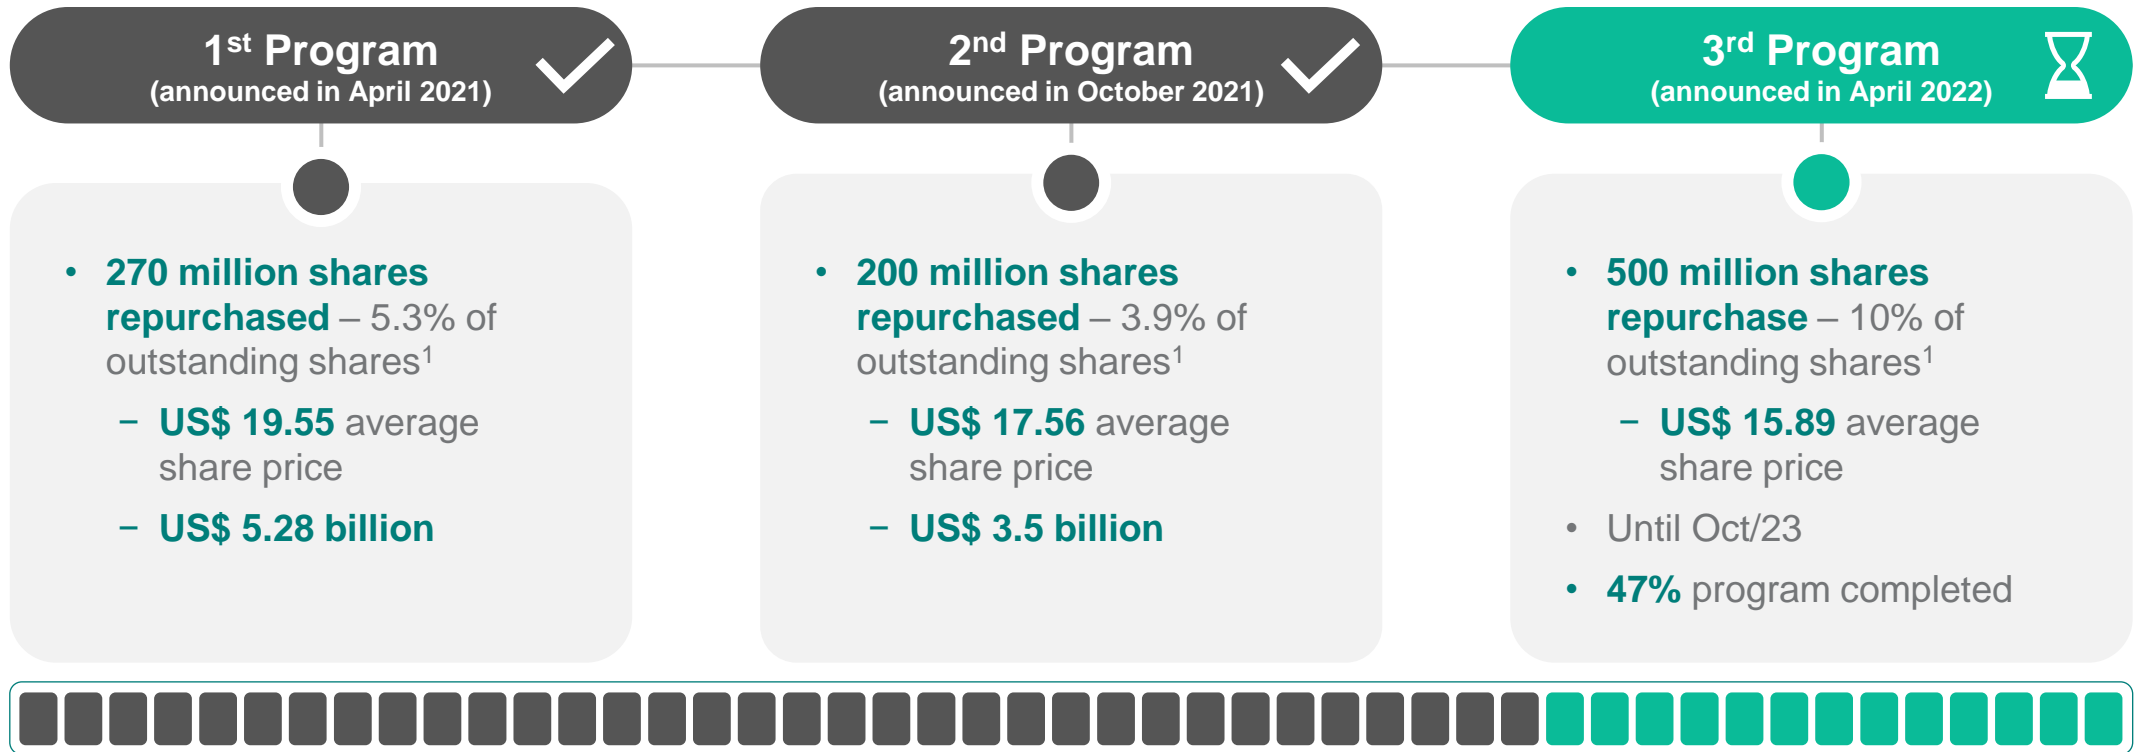 1st Program
(announced in April 2021)
2nd Program
(announced in October 2021)
3rd Program
(announced in April 2022)
• 270 million shares
repurchased – 5.3% of
outstanding shares1
– US$ 19.55 average
share price
– US$ 5.28 billion
• 200 million shares
repurchased – 3.9% of
outstanding shares1
– US$ 17.56 average
share price
– US$ 3.5 billion
• 500 million shares
repurchase – 10% of
outstanding shares1
– US$ 15.89 average
share price
• Until Oct/23
• 47% program completed